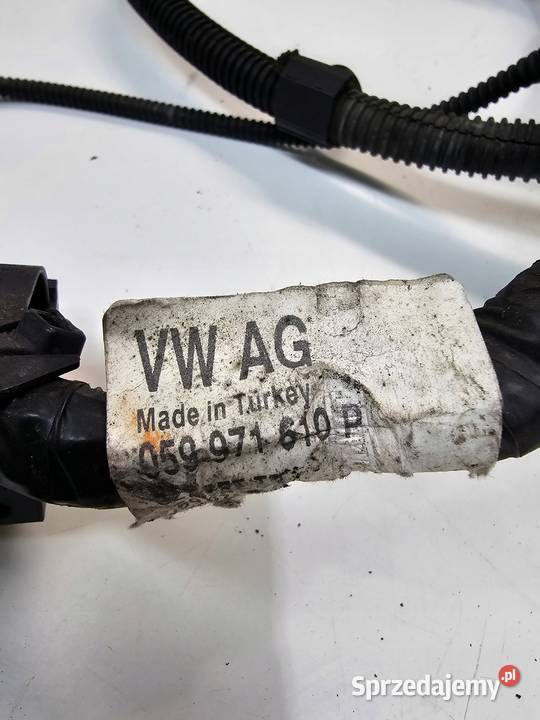 VW AG
Made in Turkey
059 971 610 P
Sprzedajemy.pl